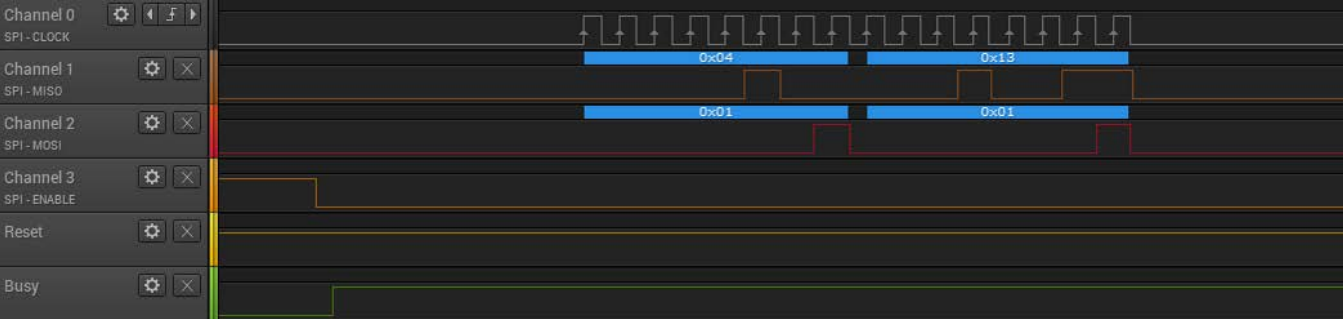 Channel 0
SPI - CLOCK
0x04 0x13
Channel 1
SPI - MISO
0x01 0x01
Channel 2
SPI - MOSI
Channel 3
SPI - ENABLE
Reset
Busy